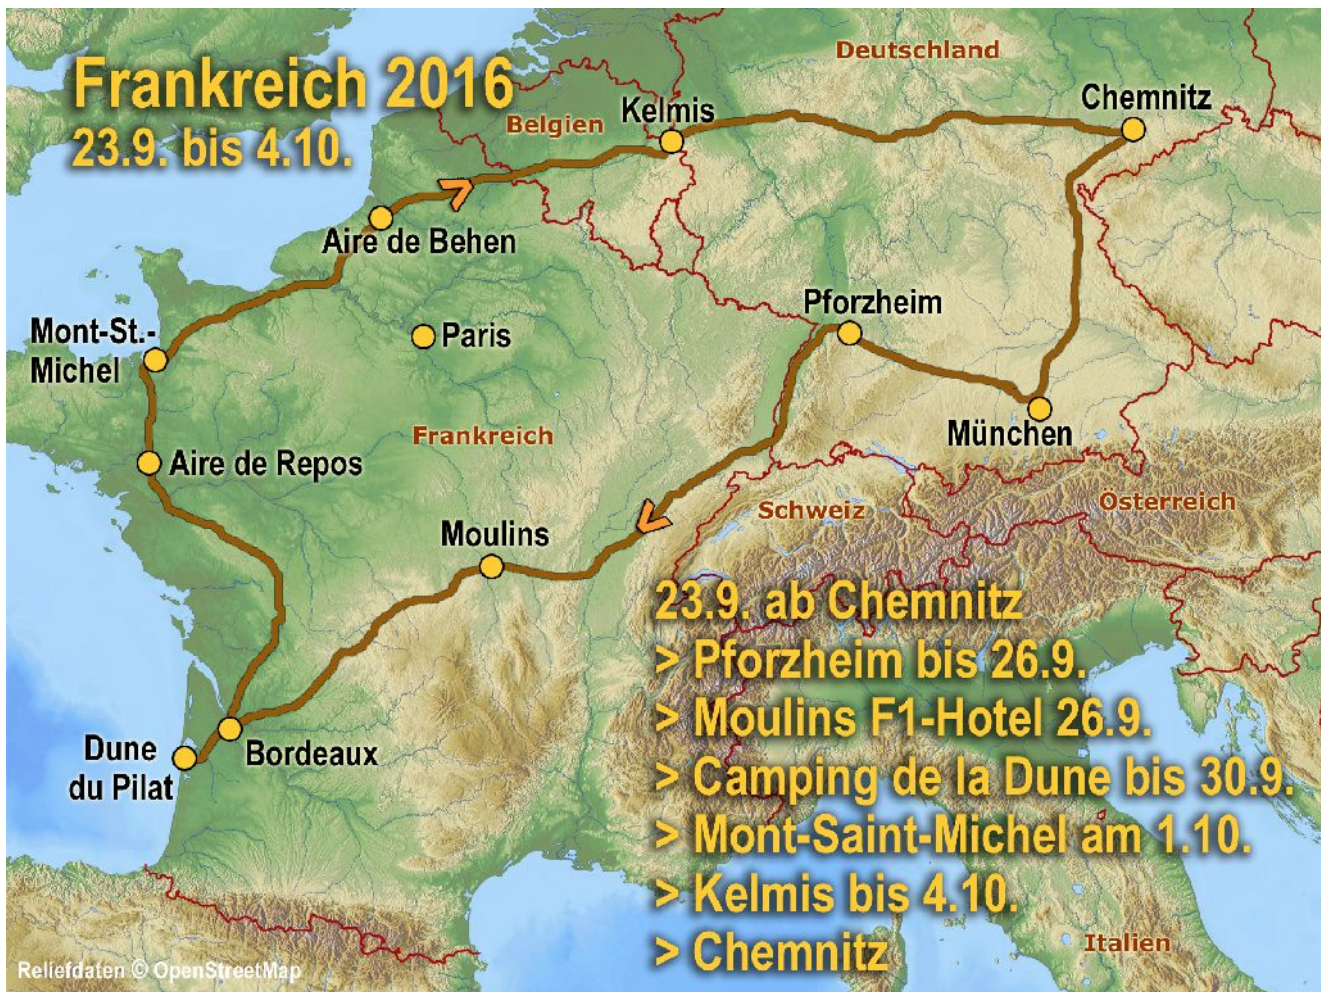 Frankreich 2016
23.9. bis 4.10.
Deutschland
Chemnitz
Kelmis
Belgien
Aire de Behen
Pforzheim
Paris
Mont-St.-
Michel
München
Frankreich
Aire de Repos
Schweiz
Österreich
Moulins
Dune
du Pilat
Bordeaux
23.9. ab Chemnitz
> Pforzheim bis 26.9.
> Moulins F1-Hotel 26.9.
> Camping de la Dune bis 30.9.
> Mont-Saint-Michel am 1.10.
> Kelmis bis 4.10.
> Chemnitz
Italien
Reliefdaten © OpenStreetMap